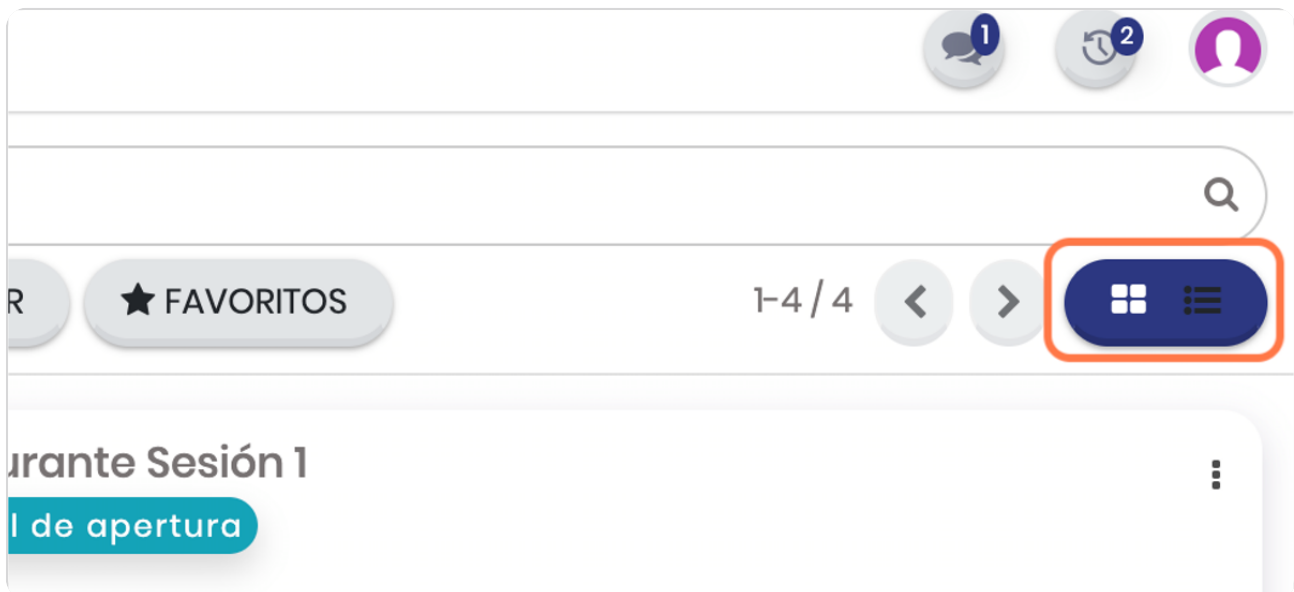 1
2
R
FAVORITOS
1-4 / 4
urante Sesión 1
l de apertura